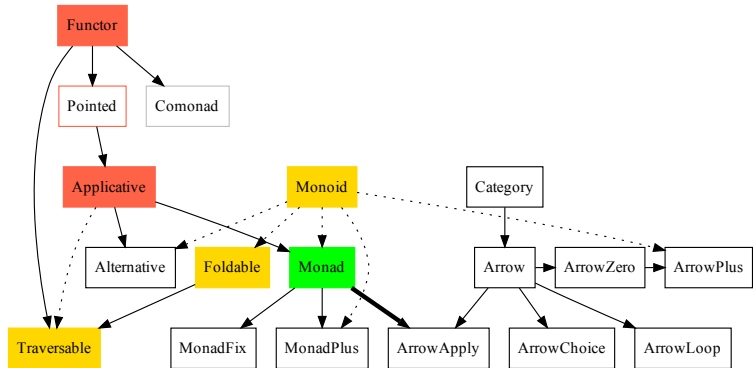 Functor
Pointed
Comonad
Applicative
Monoid
Category
Alternative
Foldable
Monad
Arrow
ArrowZero
ArrowPlus
Traversable
MonadFix
MonadPlus
ArrowApply
ArrowChoice
ArrowLoop